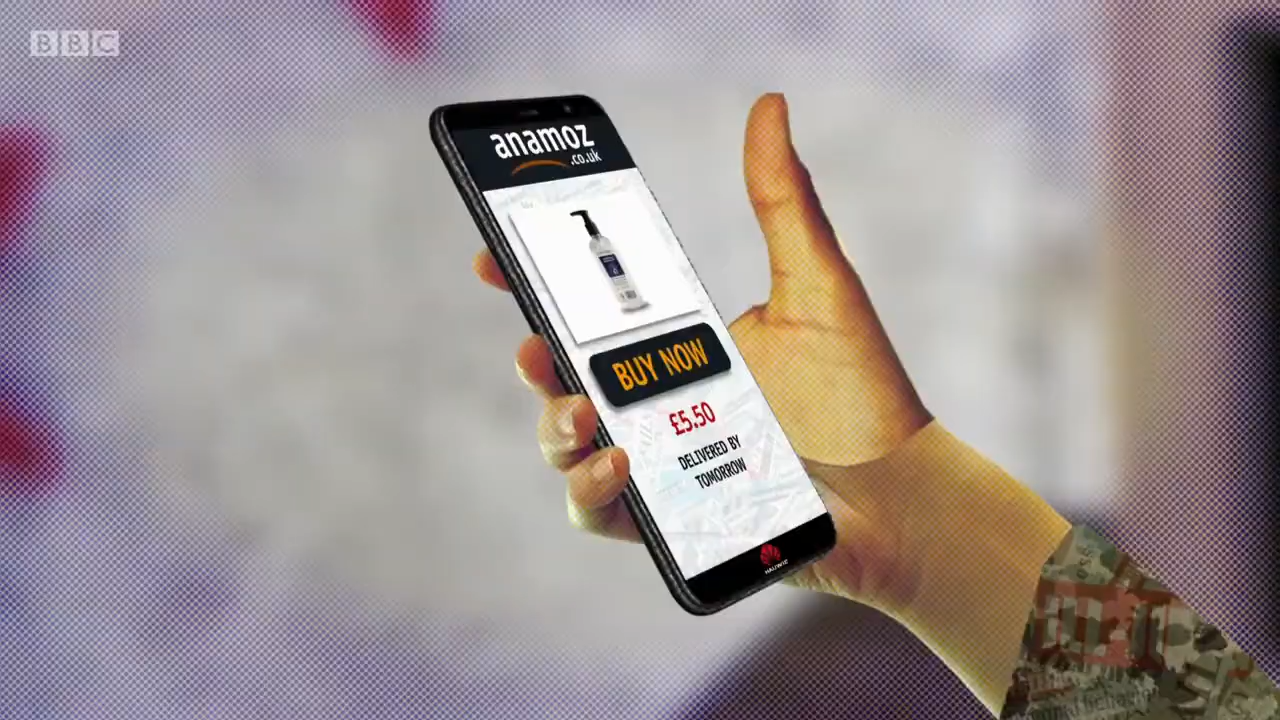 BBC
anamoz
.co.uk
BUY NOW
£5.50
DELIVERED BY
TOMORROW